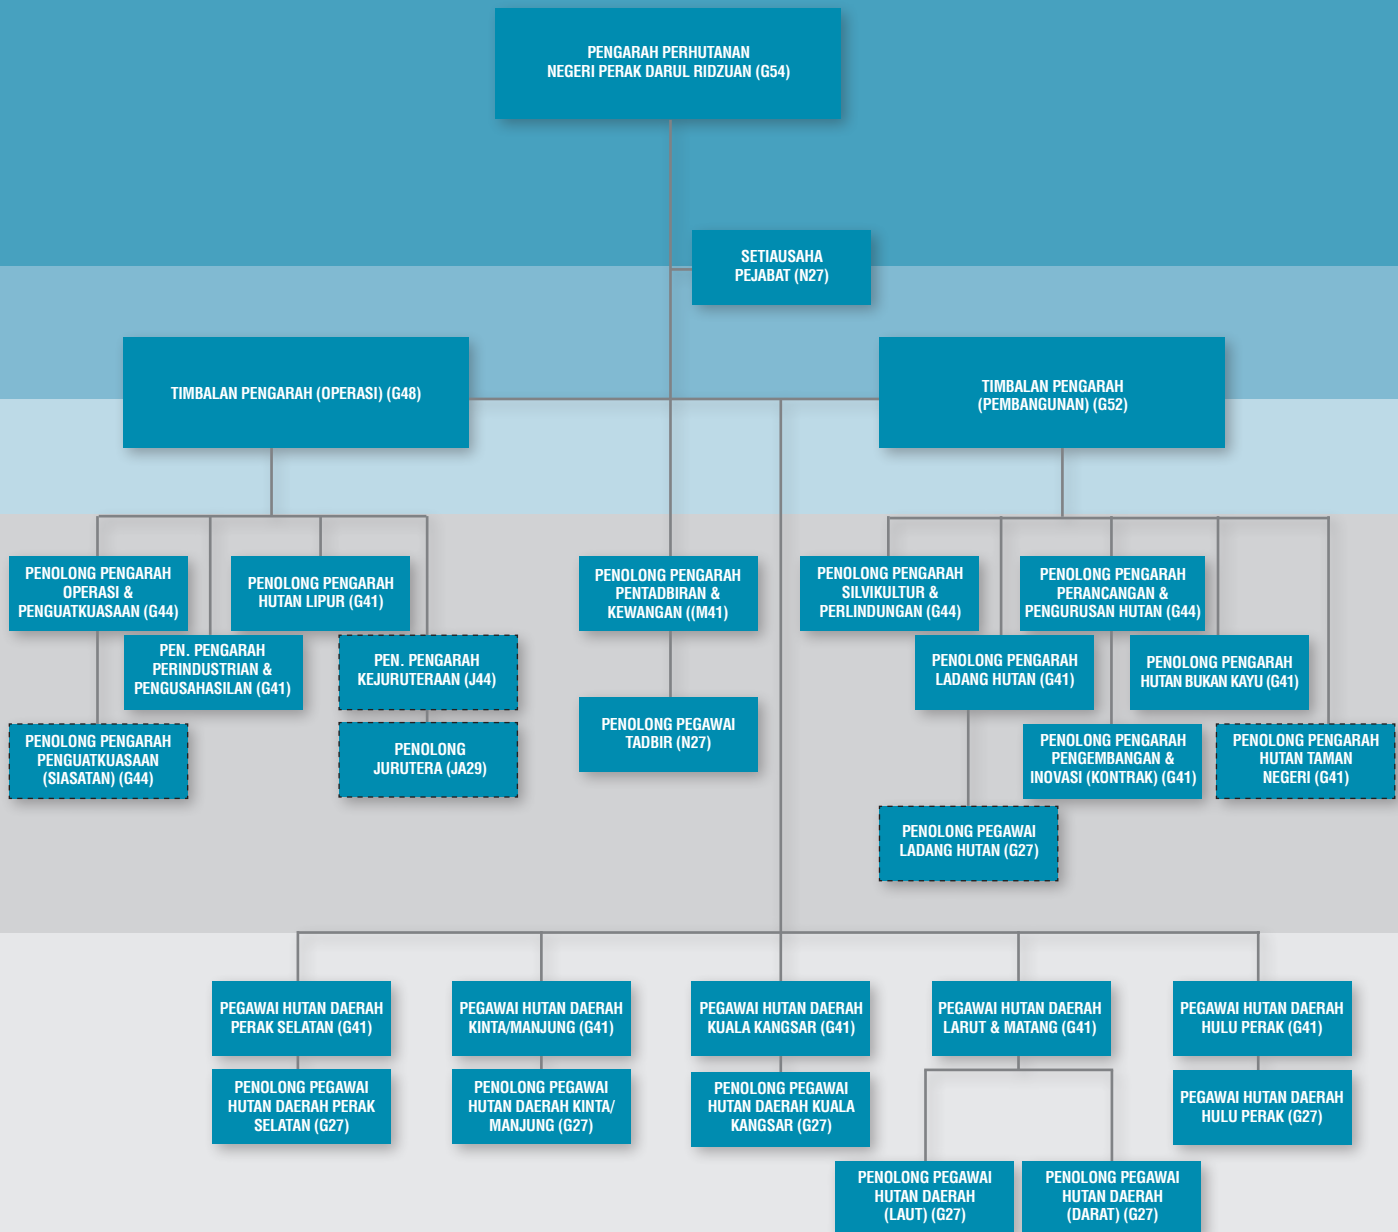 PENGARAH PERHUTANAN
NEGERI PERAK DARUL RIDZUAN (G54)
SETIAUSAHA
PEJABAT (N27)
TIMBALAN PENGARAH (OPERASI) (G48)
TIMBALAN PENGARAH
(PEMBANGUNAN) (G52)
PENOLONG PENGARAH
OPERASI &
PENGUATKUASAAN (G44)
PEN. PENGARAH
PERINDUSTRIAN &
PENGUSAHASILAN (G41)
PENOLONG PENGARAH
HUTAN LIPUR (G41)
PEN. PENGARAH
KEJURUTERAAN (J44)
PENOLONG PENGARAH
PENGUATKUASAAN
(SIASATAN) (G44)
PENOLONG
JURUTERA (JA29)
PENOLONG PENGARAH
PENTADBIRAN &
KEWANGAN ((M41)
PENOLONG PEGAWAI
TADBIR (N27)
PENOLONG PENGARAH
SILVIKULTUR &
PERLINDUNGAN (G44)
PENOLONG PENGARAH
LADANG HUTAN (G41)
PENOLONG PENGARAH
PERANCANGAN &
PENGURUSAN HUTAN (G44)
PENOLONG PENGARAH
HUTAN BUKAN KAYU (G41)
PENOLONG PENGARAH
PENGEMBANGAN &
INOVASI (KONTRAK) (G41)
PENOLONG PENGARAH
HUTAN TAMAN
NEGERI (G41)
PENOLONG PEGAWAI
LADANG HUTAN (G27)
PEGAWAI HUTAN DAERAH
PERAK SELATAN (G41)
PEGAWAI HUTAN DAERAH
KINTA/MANJUNG (G41)
PEGAWAI HUTAN DAERAH
KUALA KANGSAR (G41)
PEGAWAI HUTAN DAERAH
LARUT & MATANG (G41)
PEGAWAI HUTAN DAERAH
HULU PERAK (G41)
PENOLONG PEGAWAI
HUTAN DAERAH PERAK
SELATAN (G27)
PENOLONG PEGAWAI
HUTAN DAERAH KINTA/
MANJUNG (G27)
PENOLONG PEGAWAI
HUTAN DAERAH KUALA
KANGSAR (G27)
PEGAWAI HUTAN DAERAH
HULU PERAK (G27)
PENOLONG PEGAWAI
HUTAN DAERAH
(LAUT) (G27)
PENOLONG PEGAWAI
HUTAN DAERAH
(DARAT) (G27)